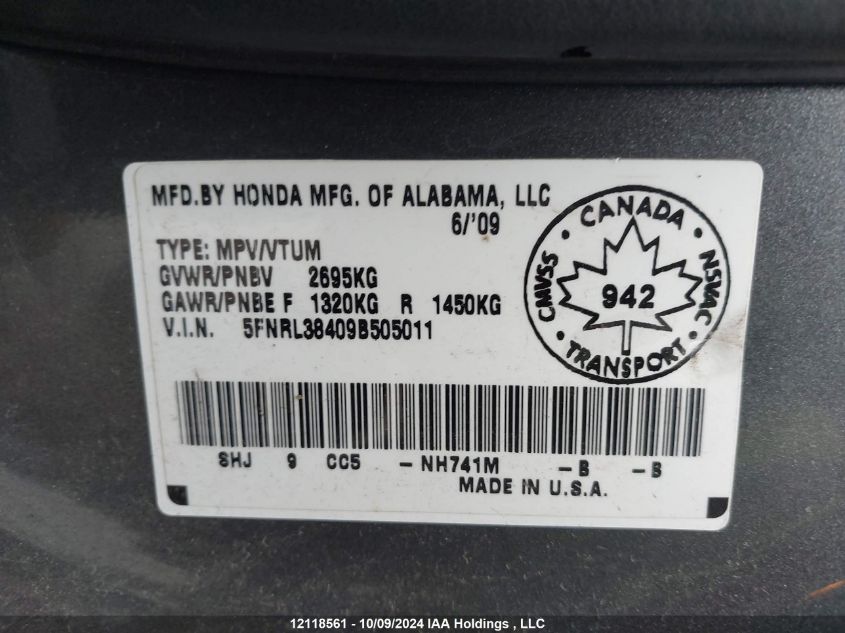 MFD.BY HONDA MFG. OF ALABAMA, LLC
6/'09
TYPE: MPV/VTUM
GVWR/PNBV 2695KG
GAWR/PNBE F 1320KG R 1450KG
V.I.N. 5FNRL38409B505011
· CANADA ·
CMVSS 942 NSVAC
· TRANSPORT ·
SHJ 9 CC5 -NH741M -B -B
MADE IN U.S.A.
12118561 - 10/09/2024 IAA Holdings , LLC